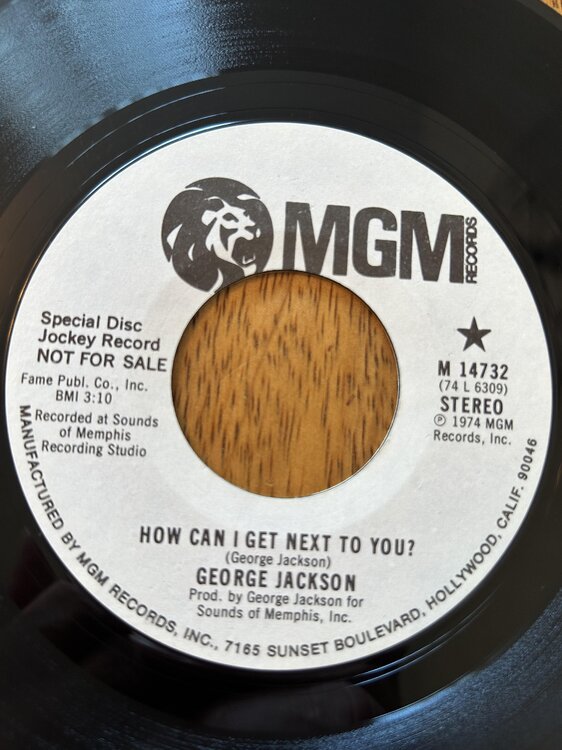 MGM
RECORDS
Special Disc
Jockey Record
NOT FOR SALE
Fame Publ. Co., Inc.
BMI 3:10
Recorded at Sounds
of Memphis
Recording Studio
★
M 14732
(74 L 6309)
STEREO
℗ 1974 MGM
Records, Inc.
HOW CAN I GET NEXT TO YOU?
(George Jackson)
GEORGE JACKSON
Prod. by George Jackson for
Sounds of Memphis, Inc.
MANUFACTURED BY MGM RECORDS, INC., 7165 SUNSET BOULEVARD, HOLLYWOOD, CALIF. 90046